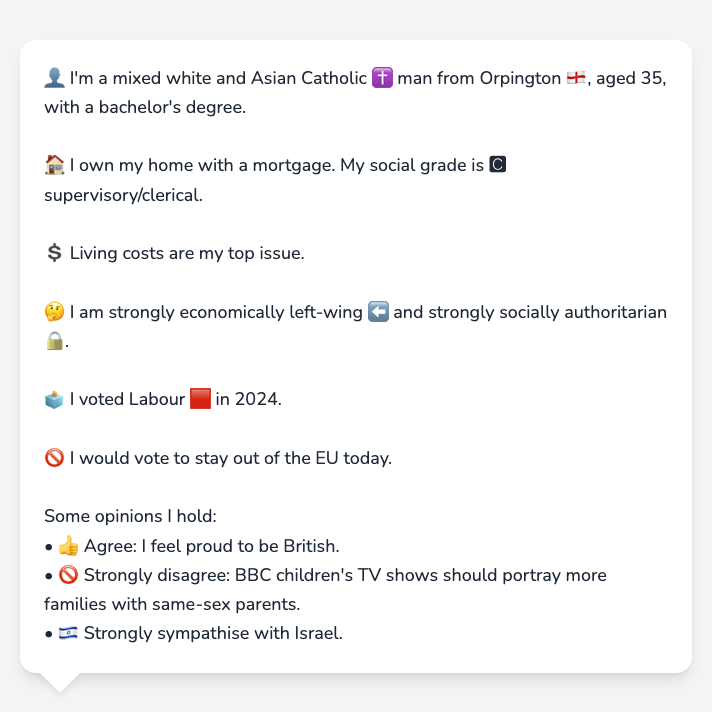 👤 I'm a mixed white and Asian Catholic ✝️ man from Orpington 🏴󠁧󠁢󠁥󠁮󠁧󠁿, aged 35,
with a bachelor's degree.
🏠 I own my home with a mortgage. My social grade is 🅲
supervisory/clerical.
💲 Living costs are my top issue.
🤔 I am strongly economically left-wing ⬅️ and strongly socially authoritarian
🔒.
🗳️ I voted Labour 🟥 in 2024.
🚫 I would vote to stay out of the EU today.
Some opinions I hold:
• 👍 Agree: I feel proud to be British.
• 🚫 Strongly disagree: BBC children's TV shows should portray more
families with same-sex parents.
• 🇮🇱 Strongly sympathise with Israel.